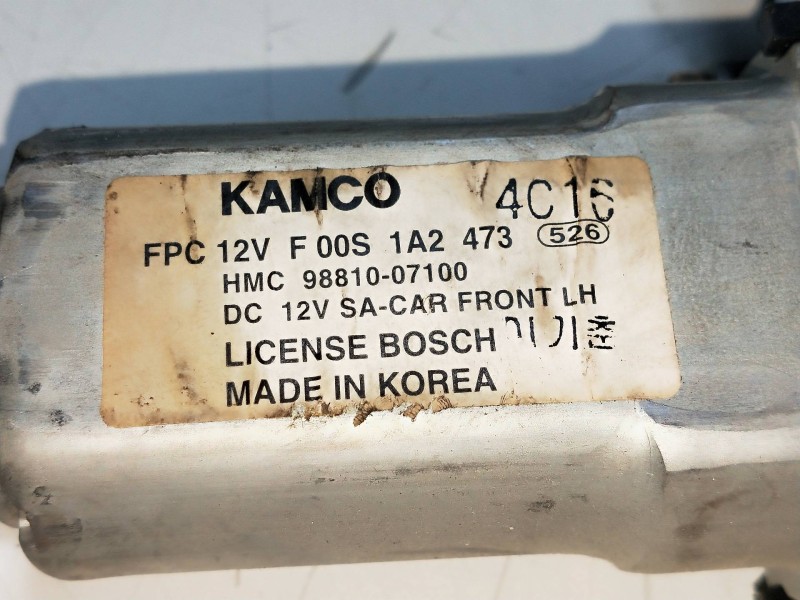 KAMCO 4C16
FPC 12V F 00S 1A2 473 526
HMC 98810-07100
DC 12V SA-CAR FRONT LH
LICENSE BOSCH
MADE IN KOREA